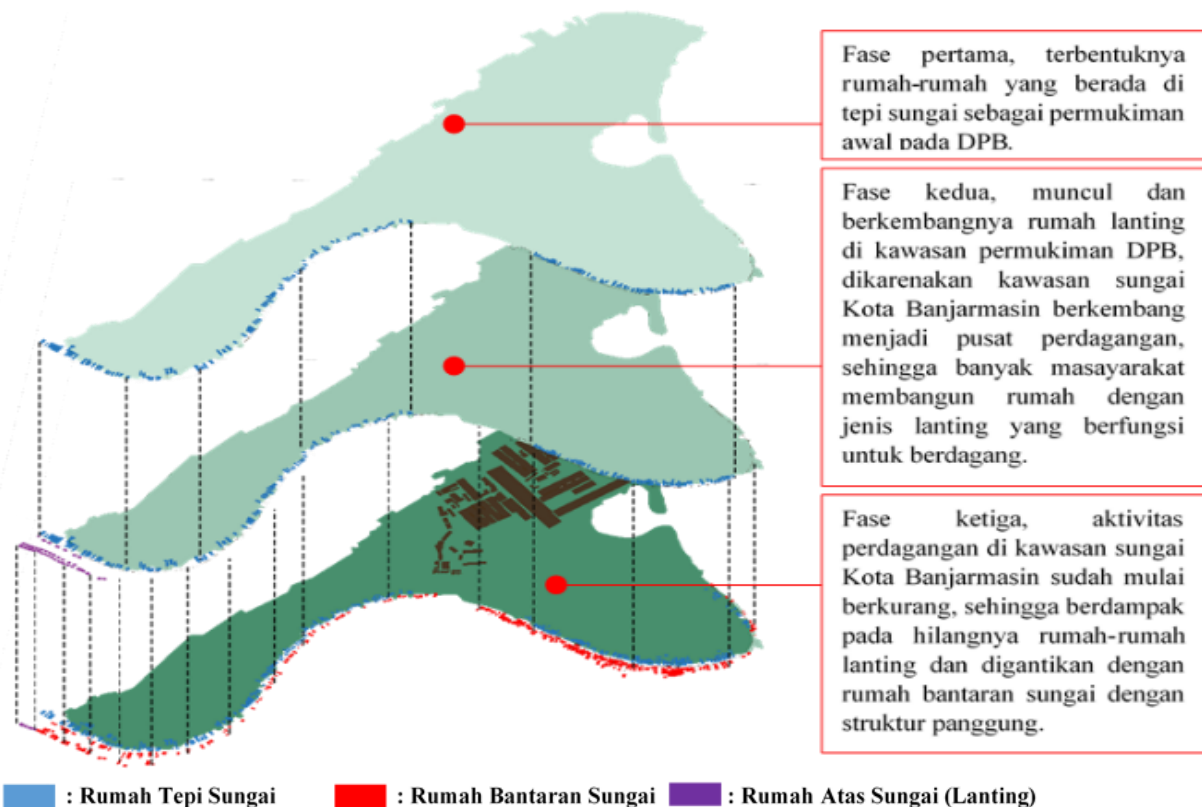 Fase pertama, terbentuknya
rumah-rumah yang berada di
tepi sungai sebagai permukiman
awal pada DPB.
Fase kedua, muncul dan
berkembangnya rumah lanting
di kawasan permukiman DPB,
dikarenakan kawasan sungai
Kota Banjarmasin berkembang
menjadi pusat perdagangan,
sehingga banyak masayarakat
membangun rumah dengan
jenis lanting yang berfungsi
untuk berdagang.
Fase ketiga, aktivitas
perdagangan di kawasan sungai
Kota Banjarmasin sudah mulai
berkurang, sehingga berdampak
pada hilangnya rumah-rumah
lanting dan digantikan dengan
rumah bantaran sungai dengan
struktur panggung.
: Rumah Tepi Sungai : Rumah Bantaran Sungai : Rumah Atas Sungai (Lanting)